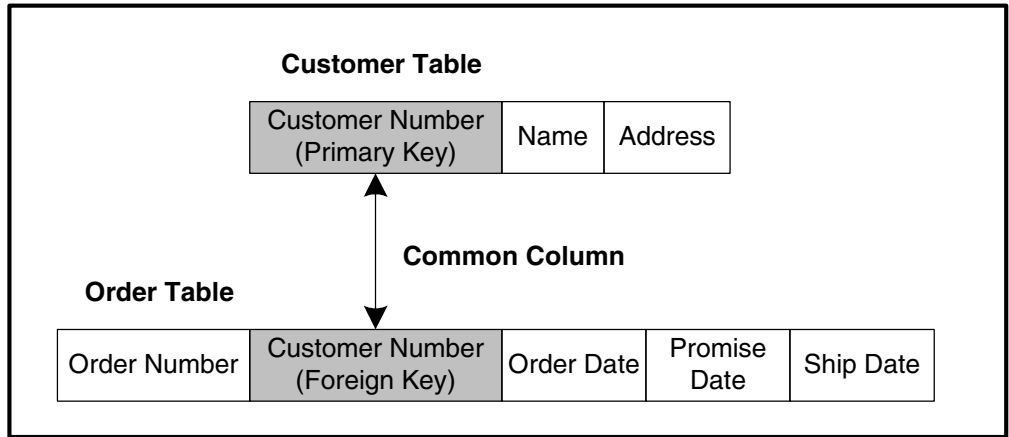 Customer Table
Customer Number
(Primary Key)
Name
Address
Common Column
Order Table
Order Number
Customer Number
(Foreign Key)
Order Date
Promise
Date
Ship Date